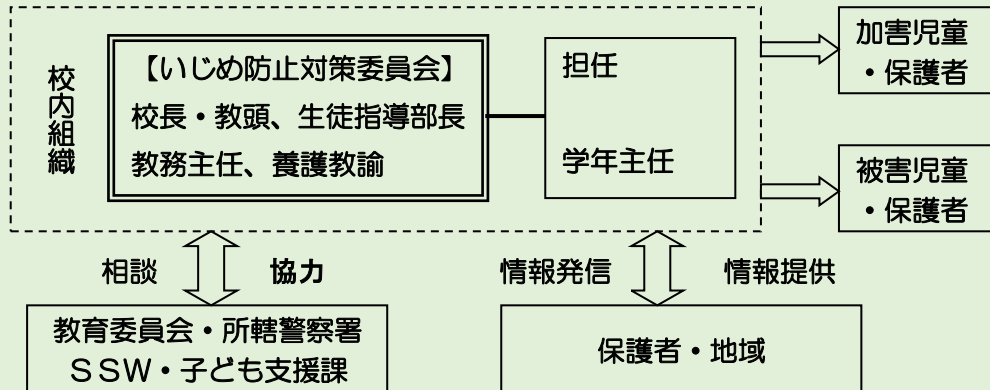 校内組織
【いじめ防止対策委員会】
校長・教頭、生徒指導部長
教務主任、養護教諭
担任
学年主任
加害児童
・保護者
被害児童
・保護者
相談
協力
情報発信
情報提供
教育委員会・所轄警察署
ＳＳＷ・子ども支援課
保護者・地域